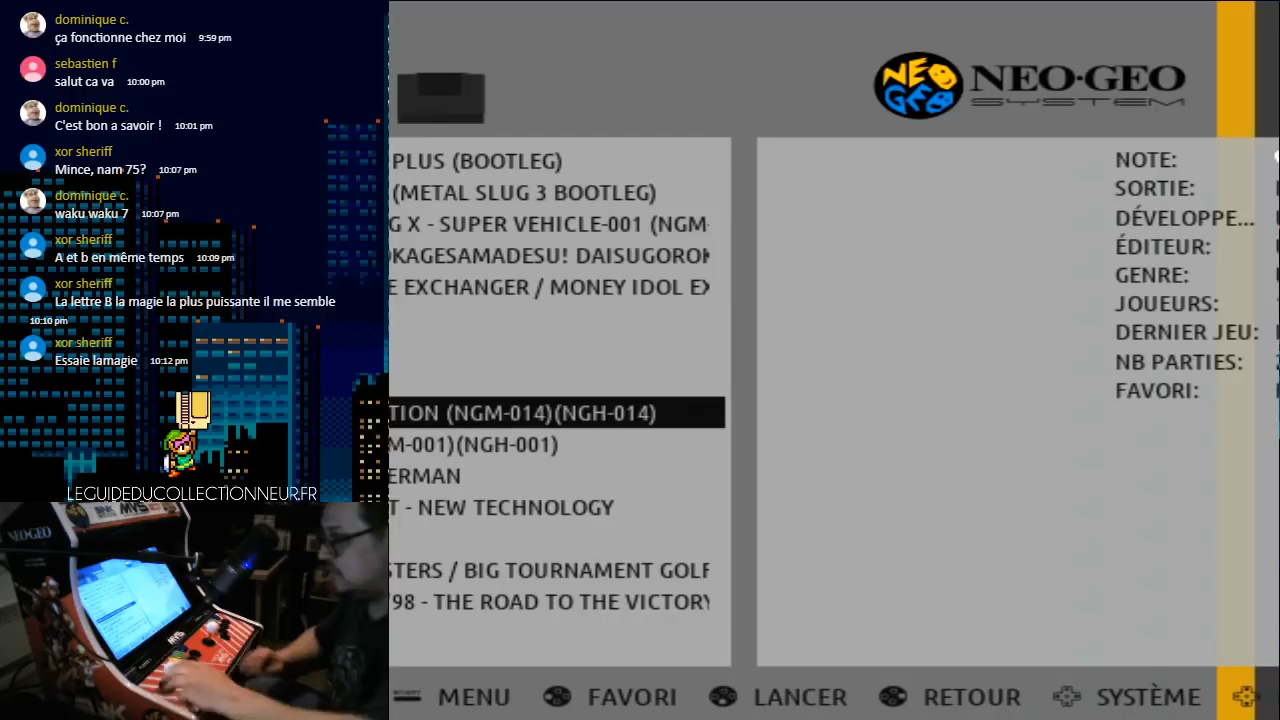 dominique c.
ça fonctionne chez moi 9:59 pm
sebastien f
salut ca va 10:00 pm
dominique c.
C'est bon a savoir ! 10:01 pm
xor sheriff
Mince, nam 75? 10:07 pm
dominique c.
waku waku 7 10:07 pm
xor sheriff
A et b en même temps 10:09 pm
xor sheriff
La lettre B la magie la plus puissante il me semble
10:10 pm
xor sheriff
Essaie lamagie 10:12 pm
LEGUIDEDUCOLLECTIONNEUR.FR
NEO·GEO
SNK
MVS
MVS
NEO GEO
NEO·GEO
SYSTEM
PLUS (BOOTLEG)
(METAL SLUG 3 BOOTLEG)
G X - SUPER VEHICLE-001 (NGM-
OKAGESAMADESU! DAISUGOROK
E EXCHANGER / MONEY IDOL EX
TION (NGM-014)(NGH-014)
M-001)(NGH-001)
ERMAN
T - NEW TECHNOLOGY
STERS / BIG TOURNAMENT GOLF
'98 - THE ROAD TO THE VICTORY
NOTE:
SORTIE:
DÉVELOPPE...
ÉDITEUR:
GENRE:
JOUEURS:
DERNIER JEU:
NB PARTIES:
FAVORI:
START MENU FAVORI LANCER RETOUR SYSTÈME